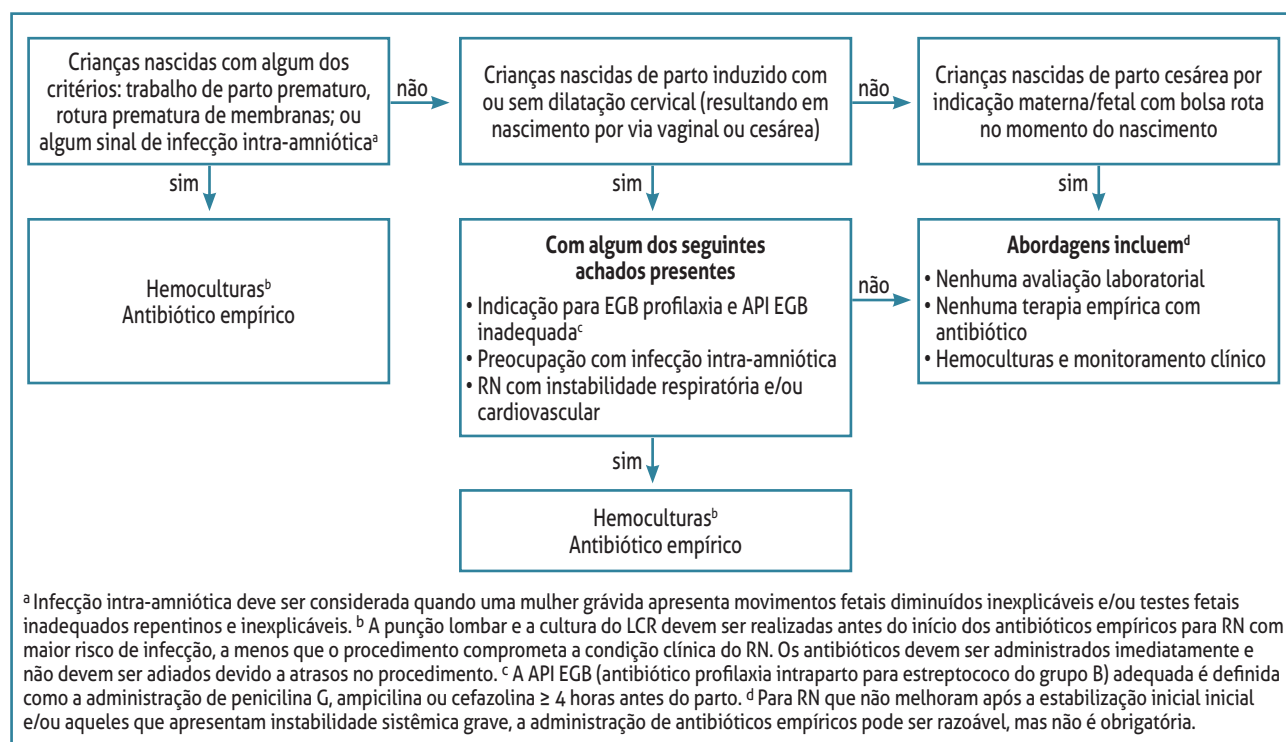 Crianças nascidas com algum dos
critérios: trabalho de parto prematuro,
rotura prematura de membranas; ou
algum sinal de infecção intra-amniótica^a
não
Crianças nascidas de parto induzido com
ou sem dilatação cervical (resultando em
nascimento por via vaginal ou cesárea)
não
Crianças nascidas de parto cesárea por
indicação materna/fetal com bolsa rota
no momento do nascimento
sim
sim
sim
Hemoculturas^b
Antibiótico empírico
Com algum dos seguintes
achados presentes
• Indicação para EGB profilaxia e API EGB
inadequada^c
• Preocupação com infecção intra-amniótica
• RN com instabilidade respiratória e/ou
cardiovascular
não
Abordagens incluem^d
• Nenhuma avaliação laboratorial
• Nenhuma terapia empírica com
antibiótico
• Hemoculturas e monitoramento clínico
sim
Hemoculturas^b
Antibiótico empírico
^a Infecção intra-amniótica deve ser considerada quando uma mulher grávida apresenta movimentos fetais diminuídos inexplicáveis e/ou testes fetais
inadequados repentinos e inexplicáveis. ^b A punção lombar e a cultura do LCR devem ser realizadas antes do início dos antibióticos empíricos para RN com
maior risco de infecção, a menos que o procedimento comprometa a condição clínica do RN. Os antibióticos devem ser administrados imediatamente e
não devem ser adiados devido a atrasos no procedimento. ^c A API EGB (antibiótico profilaxia intraparto para estreptococo do grupo B) adequada é definida
como a administração de penicilina G, ampicilina ou cefazolina ≥ 4 horas antes do parto. ^d Para RN que não melhoram após a estabilização inicial inicial
e/ou aqueles que apresentam instabilidade sistêmica grave, a administração de antibióticos empíricos pode ser razoável, mas não é obrigatória.